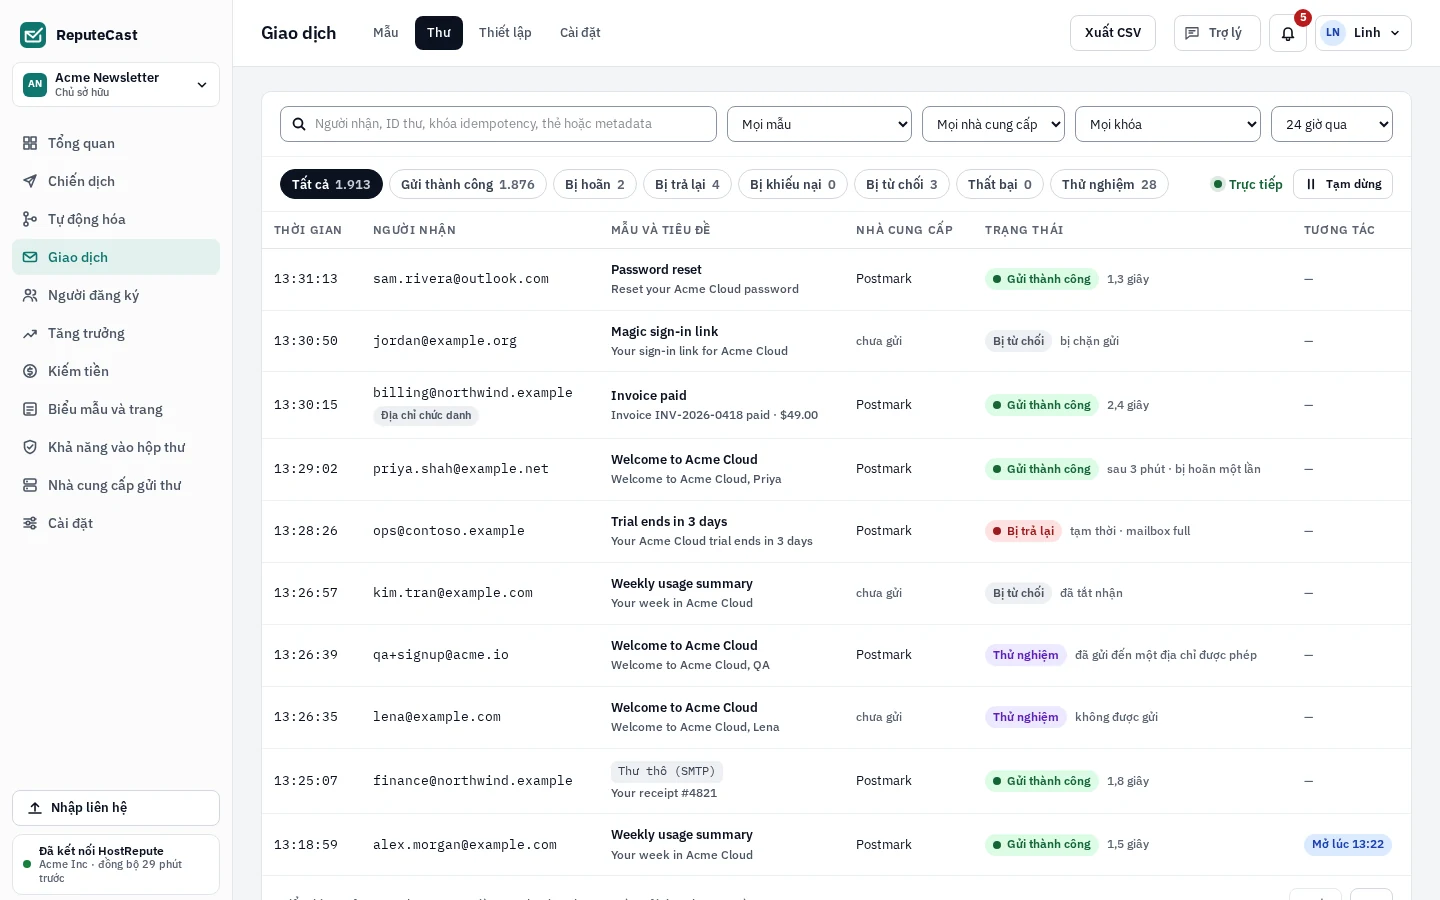 ReputeCast
AN
Acme Newsletter
Chủ sở hữu
Tổng quan
Chiến dịch
Tự động hóa
Giao dịch
Người đăng ký
Tăng trưởng
Kiếm tiền
Biểu mẫu và trang
Khả năng vào hộp thư
Nhà cung cấp gửi thư
Cài đặt
Nhập liên hệ
Đã kết nối HostRepute
Acme Inc · đồng bộ 29 phút
trước
Giao dịch
Mẫu
Thư
Thiết lập
Cài đặt
Xuất CSV
Trợ lý
5
LN
Linh
Người nhận, ID thư, khóa idempotency, thẻ hoặc metadata
Mọi mẫu
Mọi nhà cung cấp
Mọi khóa
24 giờ qua
Tất cả 1.913
Gửi thành công 1.876
Bị hoãn 2
Bị trả lại 4
Bị khiếu nại 0
Bị từ chối 3
Thất bại 0
Thử nghiệm 28
Trực tiếp
Tạm dừng
THỜI GIAN NGƯỜI NHẬN MẪU VÀ TIÊU ĐỀ NHÀ CUNG CẤP TRẠNG THÁI TƯƠNG TÁC
13:31:13 sam.rivera@outlook.com Password reset Postmark Gửi thành công 1,3 giây —
Reset your Acme Cloud password
13:30:50 jordan@example.org Magic sign-in link chưa gửi Bị từ chối bị chặn gửi —
Your sign-in link for Acme Cloud
13:30:15 billing@northwind.example Invoice paid Postmark Gửi thành công 2,4 giây —
Địa chỉ chức danh Invoice INV-2026-0418 paid · $49.00
13:29:02 priya.shah@example.net Welcome to Acme Cloud Postmark Gửi thành công sau 3 phút · bị hoãn một lần —
Welcome to Acme Cloud, Priya
13:28:26 ops@contoso.example Trial ends in 3 days Postmark Bị trả lại tạm thời · mailbox full —
Your Acme Cloud trial ends in 3 days
13:26:57 kim.tran@example.com Weekly usage summary chưa gửi Bị từ chối đã tắt nhận —
Your week in Acme Cloud
13:26:39 qa+signup@acme.io Welcome to Acme Cloud Postmark Thử nghiệm đã gửi đến một địa chỉ được phép —
Welcome to Acme Cloud, QA
13:26:35 lena@example.com Welcome to Acme Cloud chưa gửi Thử nghiệm không được gửi —
Welcome to Acme Cloud, Lena
13:25:07 finance@northwind.example Thư thô (SMTP) Postmark Gửi thành công 1,8 giây —
Your receipt #4821
13:18:59 alex.morgan@example.com Weekly usage summary Postmark Gửi thành công 1,5 giây Mở lúc 13:22
Your week in Acme Cloud